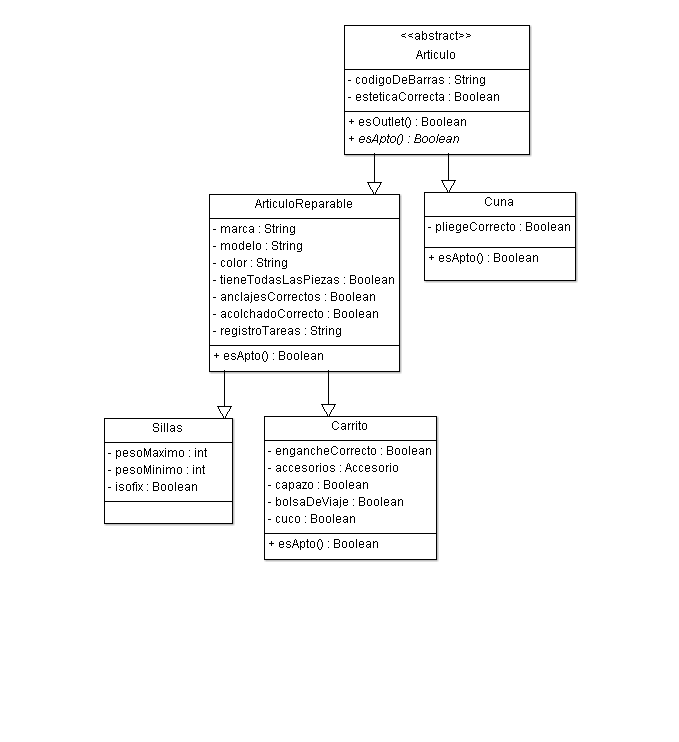 <<abstract>>
Articulo
- codigoDeBarras : String
- esteticaCorrecta : Boolean
+ esOutlet() : Boolean
+ esApto() : Boolean
ArticuloReparable
- marca : String
- modelo : String
- color : String
- tieneTodasLasPiezas : Boolean
- anclajesCorrectos : Boolean
- acolchadoCorrecto : Boolean
- registroTareas : String
+ esApto() : Boolean
Cuna
- pliegeCorrecto : Boolean
+ esApto() : Boolean
Sillas
- pesoMaximo : int
- pesoMinimo : int
- isofix : Boolean
Carrito
- engancheCorrecto : Boolean
- accesorios : Accesorio
- capazo : Boolean
- bolsaDeViaje : Boolean
- cuco : Boolean
+ esApto() : Boolean